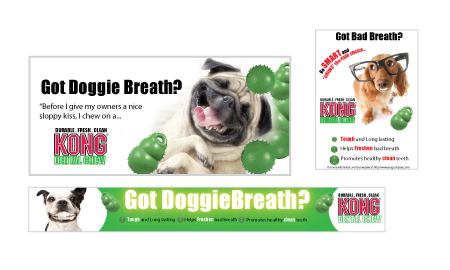 Got Doggie Breath?
"Before I give my owners a nice
sloppy kiss, I chew on a...
DURABLE. FRESH. CLEAN
KONG
DENTAL CHEW
Got Bad Breath?
Be SMART and
DURABLE. FRESH. CLEAN
KONG
DENTAL CHEW
Tough and Long lasting
Helps freshen bad breath
Promotes healthy clean teeth
Got DoggieBreath?
Tough and Long lasting Helps freshen bad breath Promotes healthy clean teeth
DURABLE. FRESH. CLEAN
KONG
DENTAL CHEW